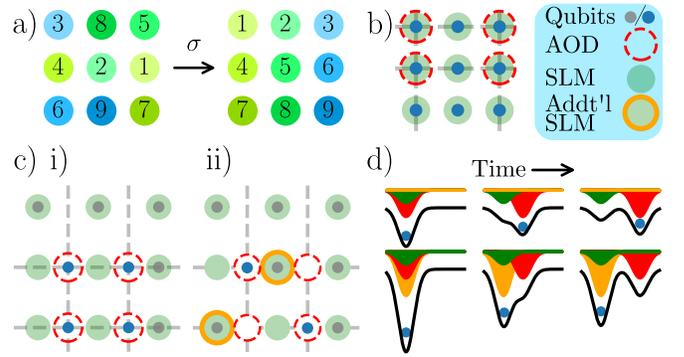 a) 3 8 5 σ 1 2 3
4 2 1 4 5 6
6 9 7 7 8 9
b)
Qubits /
AOD
SLM
Addt'l
SLM
c) i) ii)
d)
Time